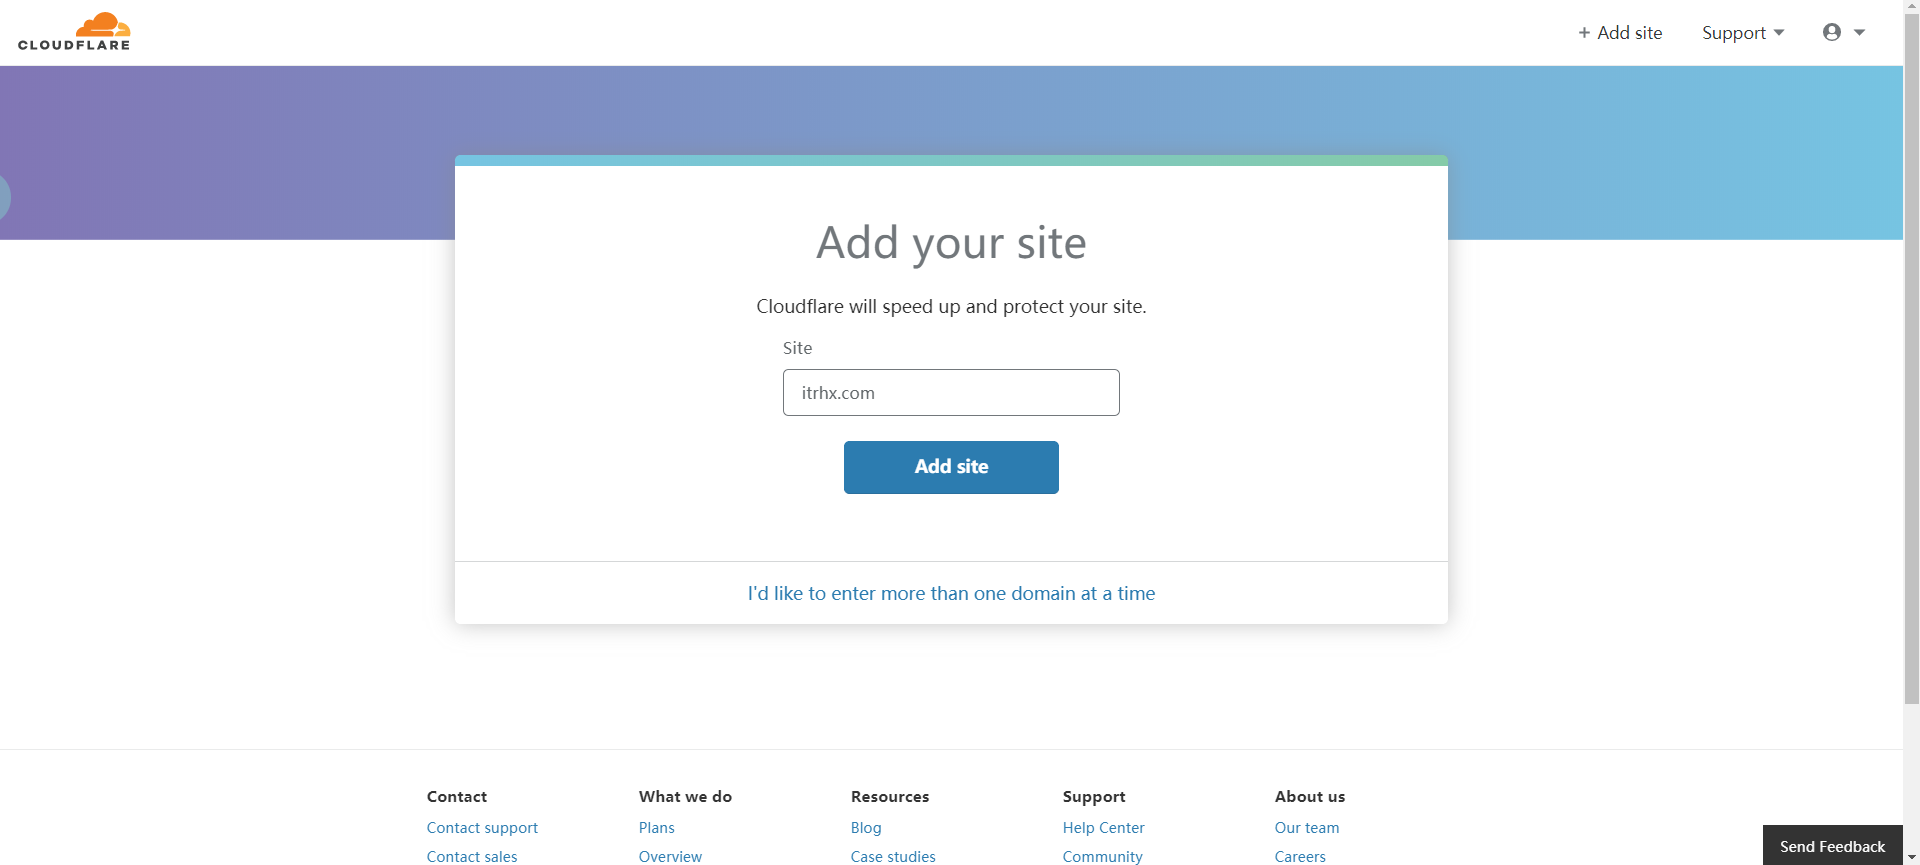 CLOUDFLARE
+ Add site
Support
Add your site
Cloudflare will speed up and protect your site.
Site
itrhx.com
Add site
I'd like to enter more than one domain at a time
Contact
What we do
Resources
Support
About us
Contact support
Plans
Blog
Help Center
Our team
Contact sales
Overview
Case studies
Community
Careers
Send Feedback